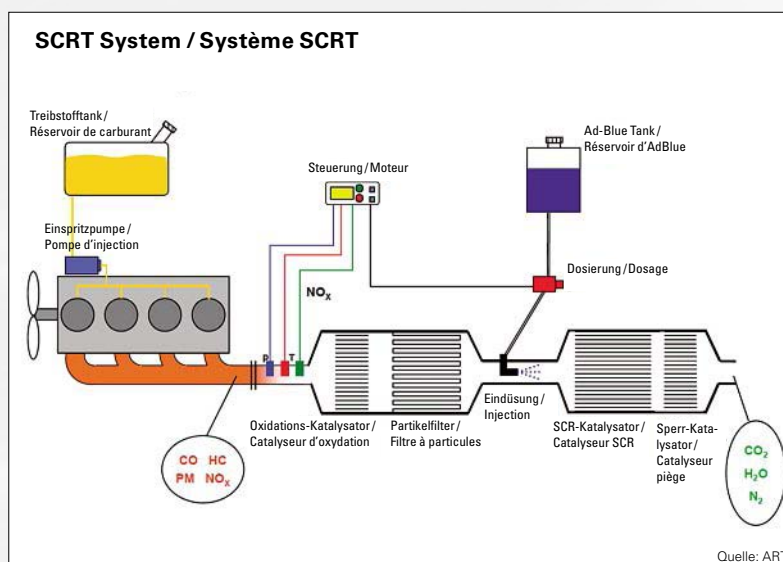 SCRT System / Système SCRT
Treibstofftank /
Réservoir de carburant
Ad-Blue Tank /
Réservoir d'AdBlue
Steuerung / Moteur
Einspritzpumpe /
Pompe d'injection
Dosierung / Dosage
NOx
P
T
Eindüsung /
Injection
Oxidations-Katalysator /
Catalyseur d'oxydation
Partikelfilter /
Filtre à particules
SCR-Katalysator /
Catalyseur SCR
Sperr-Kata-
lysator /
Catalyseur
piège
CO HC
PM NOx
CO2
H2O
N2
Quelle: ART